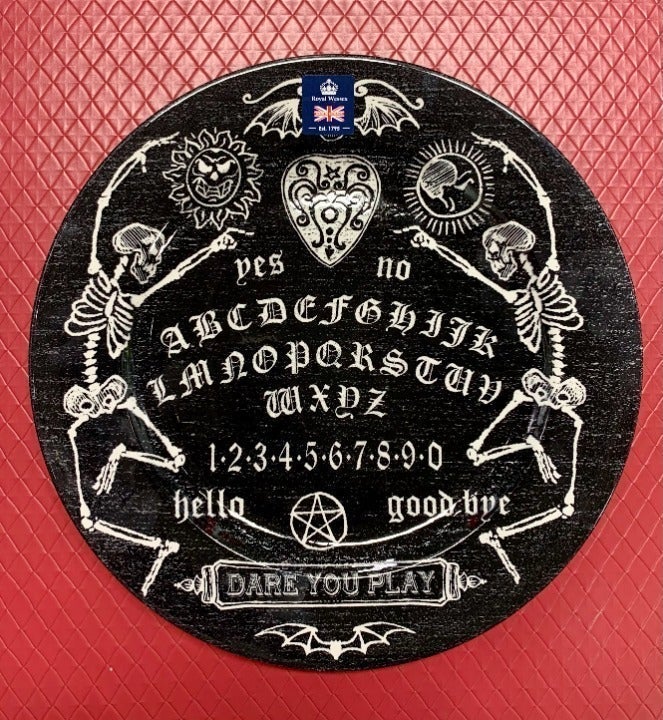 Royal Wessex
Est. 1795
yes no
ABCDEFGHIJK
LMNOPQRSTUV
WXYZ
1·2·3·4·5·6·7·8·9·0
hello good bye
DARE YOU PLAY